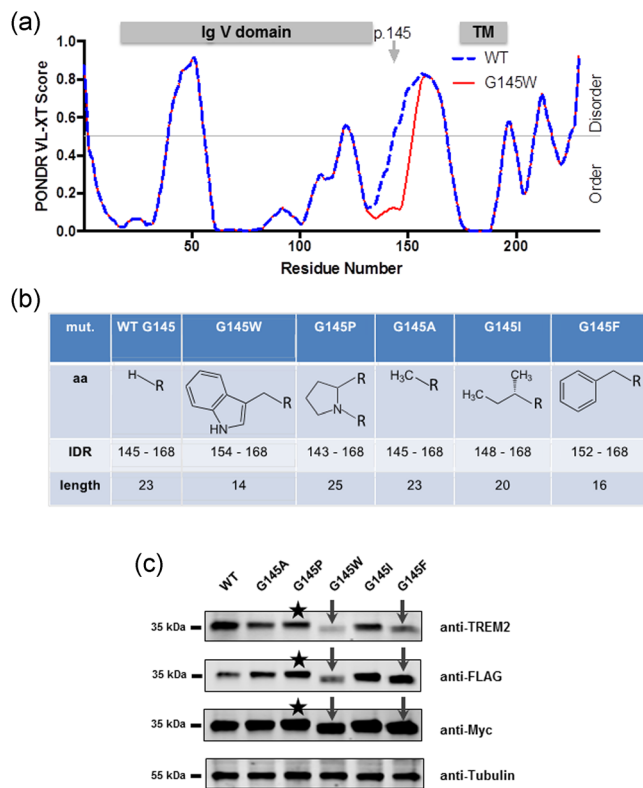 (a)
Ig V domain
p.145
TM
WT
G145W
PONDR VL-XT Score
1.0
0.8
0.6
0.4
0.2
0.0
Disorder
Order
50
100
150
200
Residue Number
(b)
mut. WT G145 G145W G145P G145A G145I G145F
aa
H R
HN R
N R R
H₃C R
H₃C CH₃ R
R
IDR 145 - 168 154 - 168 143 - 168 145 - 168 148 - 168 152 - 168
length 23 14 25 23 20 16
(c)
WT G145A G145P G145W G145I G145F
35 kDa anti-TREM2
35 kDa anti-FLAG
35 kDa anti-Myc
55 kDa anti-Tubulin